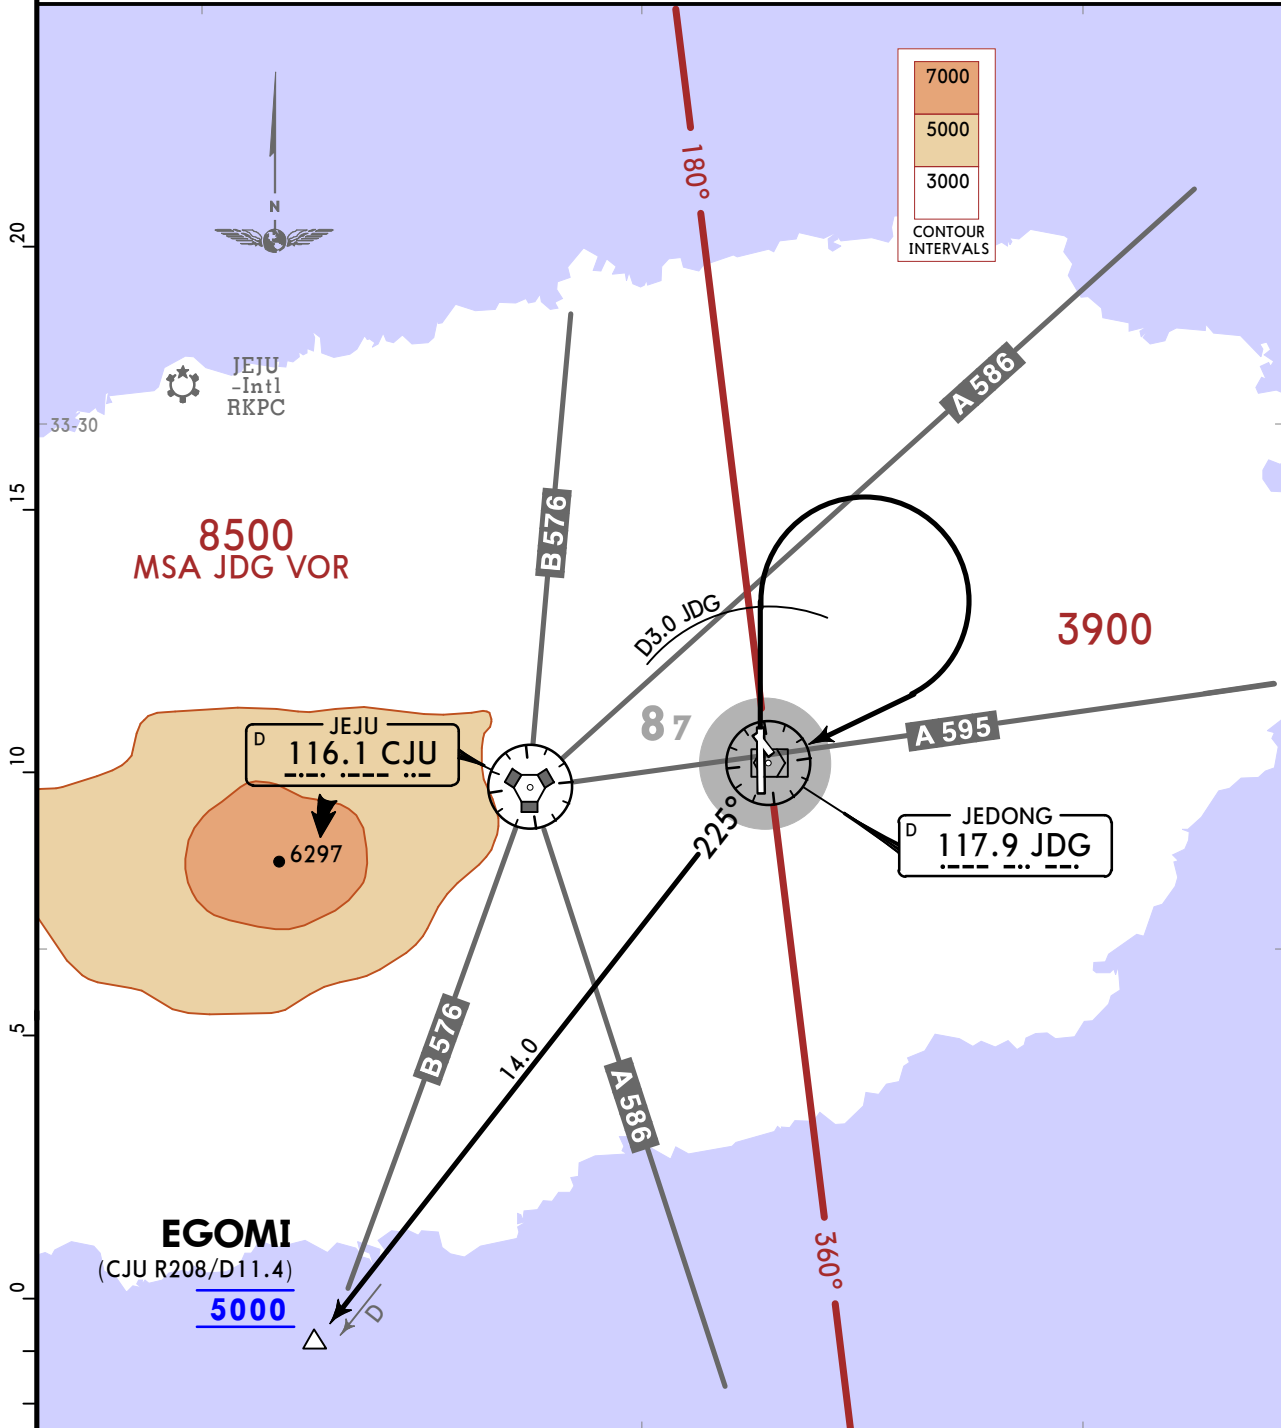 7000
5000
3000
CONTOUR
INTERVALS
180°
N
20
JEJU
-Intl
RKPC
33-30
A 586
15
B 576
8500
MSA JDG VOR
D3.0 JDG
3900
87
A 595
10
JEJU
D 116.1 CJU
6297
225°
JEDONG
D 117.9 JDG
5
B 576
14.0
A 586
EGOMI
(CJU R208/D11.4)
5000
D
360°
0